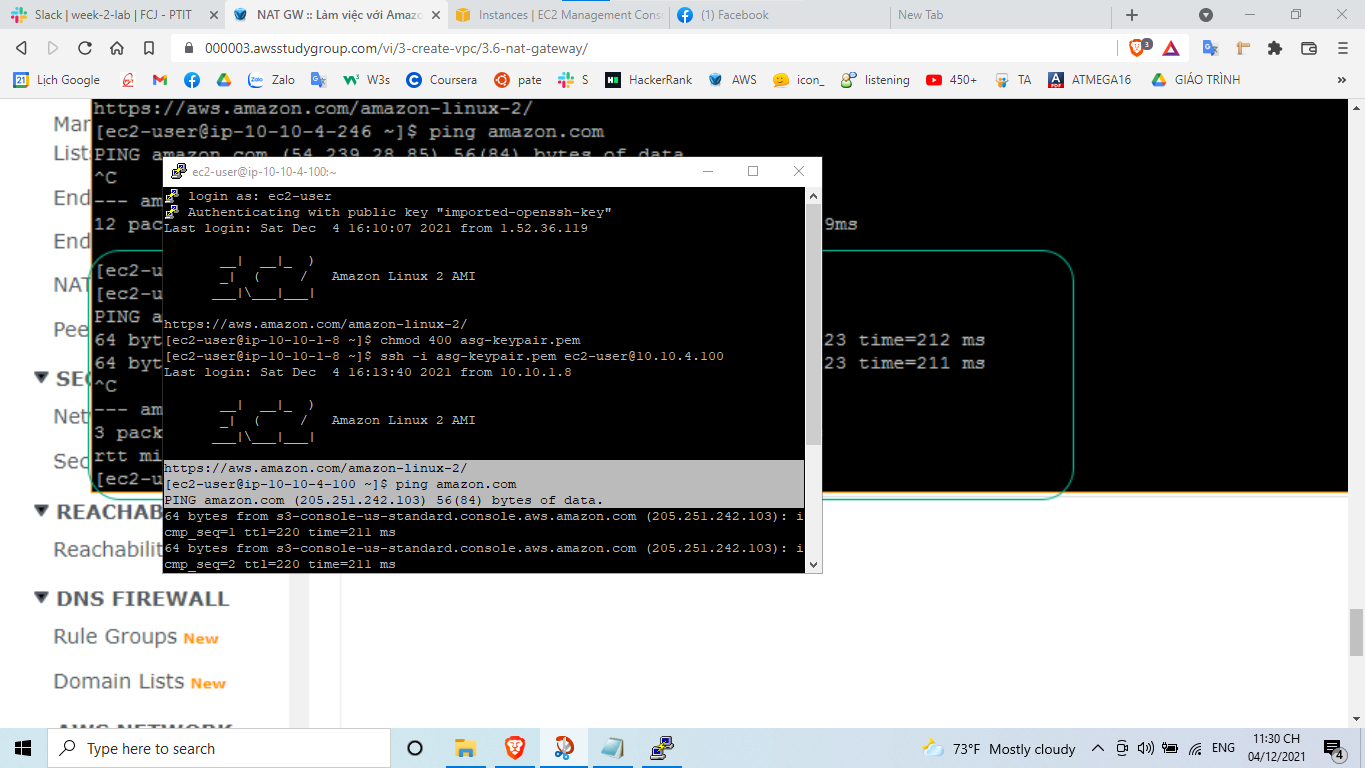 Slack | week-2-lab | FCJ - PTIT
NAT GW :: Làm việc với Amazo
Instances | EC2 Management Cons
(1) Facebook
New Tab
000003.awsstudygroup.com/vi/3-create-vpc/3.6-nat-gateway/
3
21 Lịch Google
Zalo
W3s
Coursera
pate
S
HackerRank
AWS
icon_
listening
450+
TA
ATMEGA16
GIÁO TRÌNH
»
https://aws.amazon.com/amazon-linux-2/
[ec2-user@ip-10-10-4-246 ~]$ ping amazon.com
PING amazon.com (54.239.28.85) 56(84) bytes of data.
^C
--- am
12 pac 9ms
[ec2-u
[ec2-u
PING a
64 byt 23 time=212 ms
64 byt 23 time=211 ms
^C
--- am
3 pack
rtt mi
[ec2-u
Mar
List
End
End
NAT
Pee
SEC
Net
Sec
REACHAB
Reachabilit
DNS FIREWALL
Rule Groups New
Domain Lists New
AWS NETWORK
ec2-user@ip-10-10-4-100:~
login as: ec2-user
Authenticating with public key "imported-openssh-key"
Last login: Sat Dec  4 16:10:07 2021 from 1.52.36.119
__|  __|_  )
_|  (     /   Amazon Linux 2 AMI
___|\___|___|
https://aws.amazon.com/amazon-linux-2/
[ec2-user@ip-10-10-1-8 ~]$ chmod 400 asg-keypair.pem
[ec2-user@ip-10-10-1-8 ~]$ ssh -i asg-keypair.pem ec2-user@10.10.4.100
Last login: Sat Dec  4 16:13:40 2021 from 10.10.1.8
__|  __|_  )
_|  (     /   Amazon Linux 2 AMI
___|\___|___|
https://aws.amazon.com/amazon-linux-2/
[ec2-user@ip-10-10-4-100 ~]$ ping amazon.com
PING amazon.com (205.251.242.103) 56(84) bytes of data.
64 bytes from s3-console-us-standard.console.aws.amazon.com (205.251.242.103): i
cmp_seq=1 ttl=220 time=211 ms
64 bytes from s3-console-us-standard.console.aws.amazon.com (205.251.242.103): i
cmp_seq=2 ttl=220 time=211 ms
Type here to search
73°F Mostly cloudy
ENG
11:30 CH
04/12/2021
4